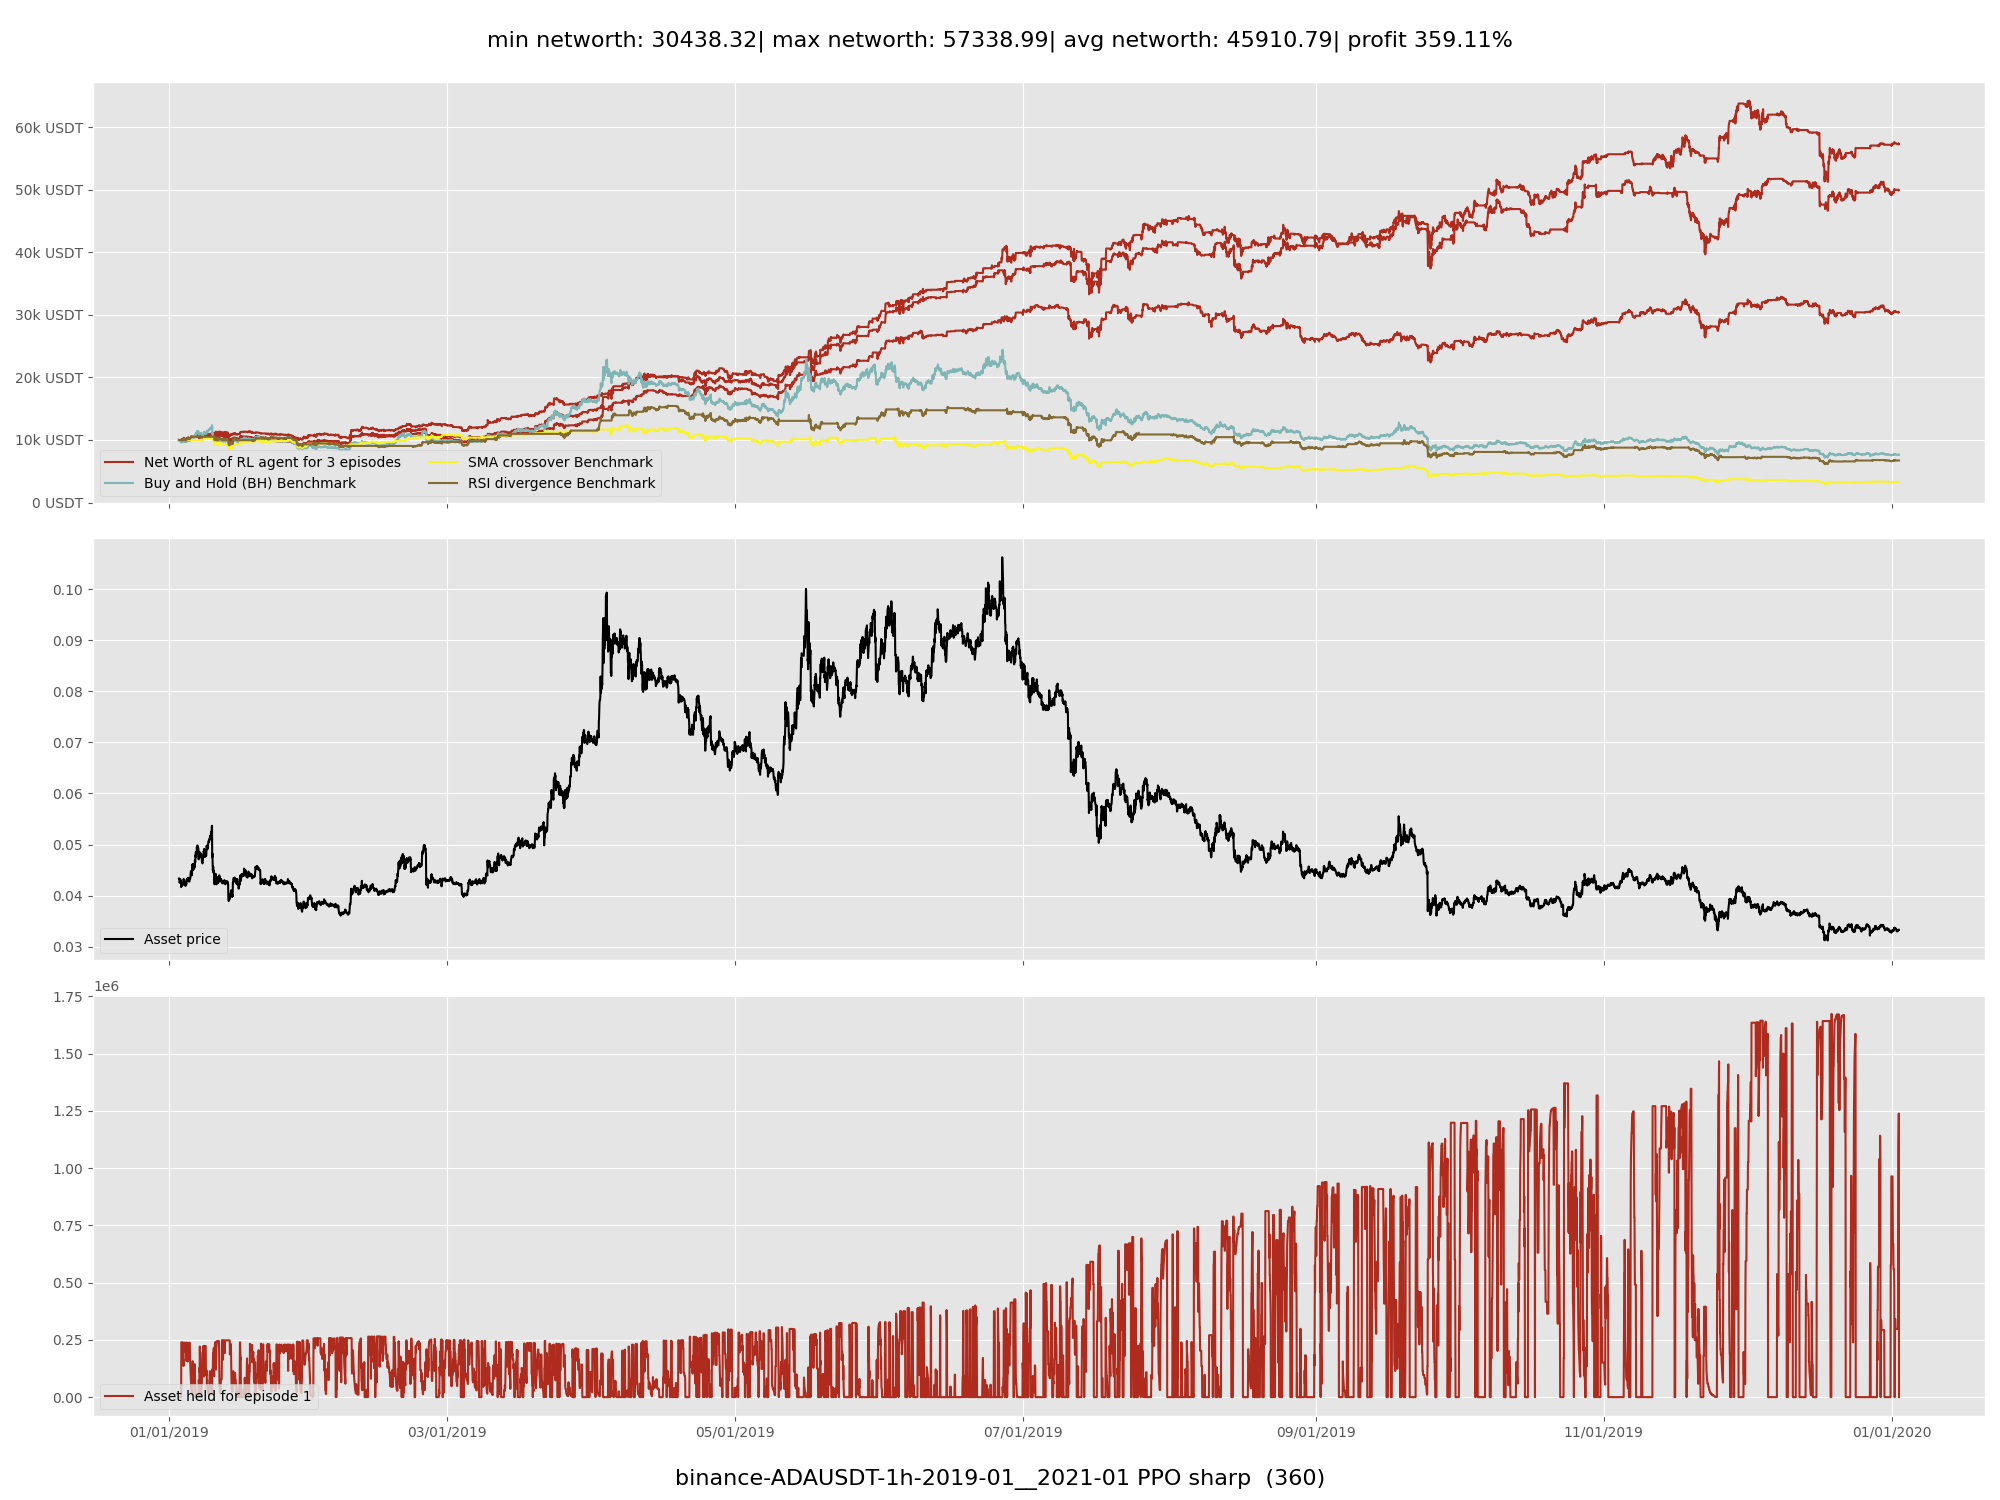 min networth: 30438.32| max networth: 57338.99| avg networth: 45910.79| profit 359.11%
60k USDT
50k USDT
40k USDT
30k USDT
20k USDT
10k USDT
0 USDT
Net Worth of RL agent for 3 episodes
Buy and Hold (BH) Benchmark
SMA crossover Benchmark
RSI divergence Benchmark
0.10
0.09
0.08
0.07
0.06
0.05
0.04
0.03
Asset price
1e6
1.75
1.50
1.25
1.00
0.75
0.50
0.25
0.00
Asset held for episode 1
01/01/2019 03/01/2019 05/01/2019 07/01/2019 09/01/2019 11/01/2019 01/01/2020
binance-ADAUSDT-1h-2019-01__2021-01 PPO sharp  (360)